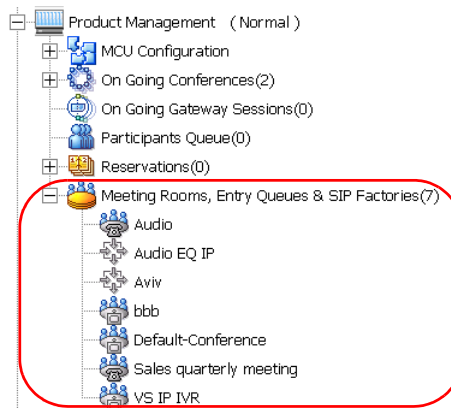 Product Management (Normal)
MCU Configuration
On Going Conferences(2)
On Going Gateway Sessions(0)
Participants Queue(0)
Reservations(0)
Meeting Rooms, Entry Queues & SIP Factories(7)
Audio
Audio EQ IP
Aviv
bbb
Default-Conference
Sales quarterly meeting
VS IP IVR